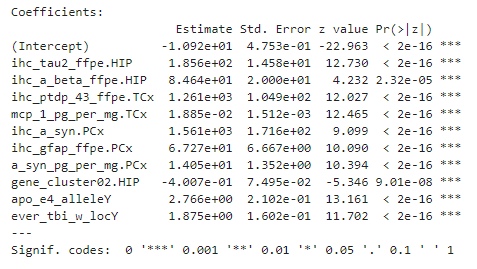 Coefficients:
Estimate Std. Error z value Pr(>|z|)
(Intercept) -1.092e+01 4.753e-01 -22.963 < 2e-16 ***
ihc_tau2_ffpe.HIP 1.856e+02 1.458e+01 12.730 < 2e-16 ***
ihc_a_beta_ffpe.HIP 8.464e+01 2.000e+01 4.232 2.32e-05 ***
ihc_ptdp_43_ffpe.TCx 1.261e+03 1.049e+02 12.027 < 2e-16 ***
mcp_1_pg_per_mg.TCx 1.885e-02 1.512e-03 12.465 < 2e-16 ***
ihc_a_syn.PCx 1.561e+03 1.716e+02 9.099 < 2e-16 ***
ihc_gfap_ffpe.PCx 6.727e+01 6.667e+00 10.090 < 2e-16 ***
a_syn_pg_per_mg.PCx 1.405e+01 1.352e+00 10.394 < 2e-16 ***
gene_cluster02.HIP -4.007e-01 7.495e-02 -5.346 9.01e-08 ***
apo_e4_alleleY 2.766e+00 2.102e-01 13.161 < 2e-16 ***
ever_tbi_w_locY 1.875e+00 1.602e-01 11.702 < 2e-16 ***
---
Signif. codes: 0 '***' 0.001 '**' 0.01 '*' 0.05 '.' 0.1 ' ' 1